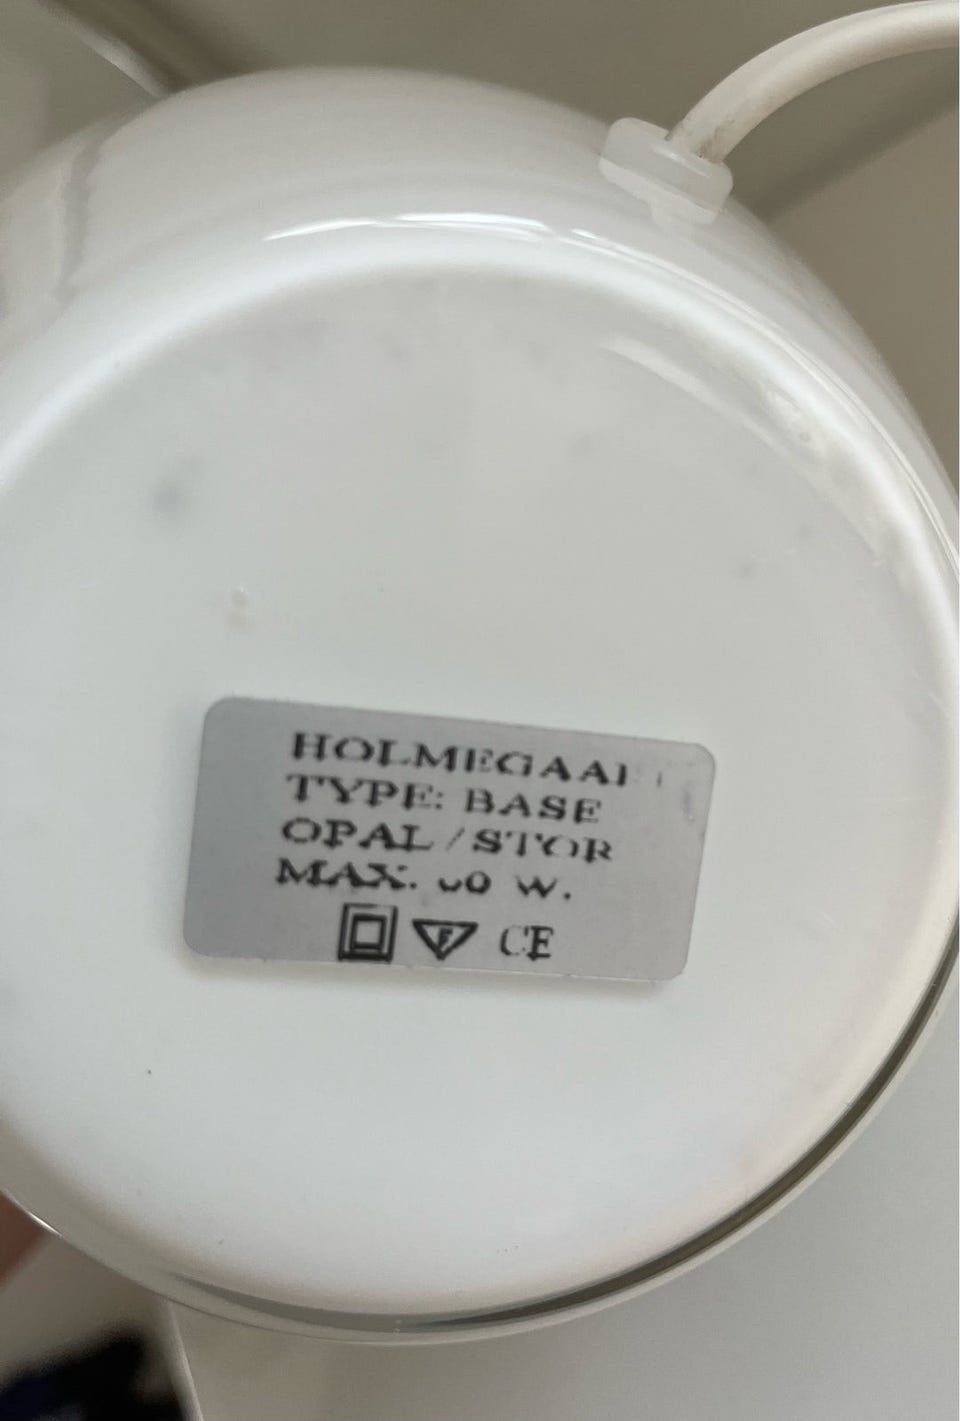 HOLMEGAA
TYPE: BASE
OPAL / STOR
MAX. W.
F CE